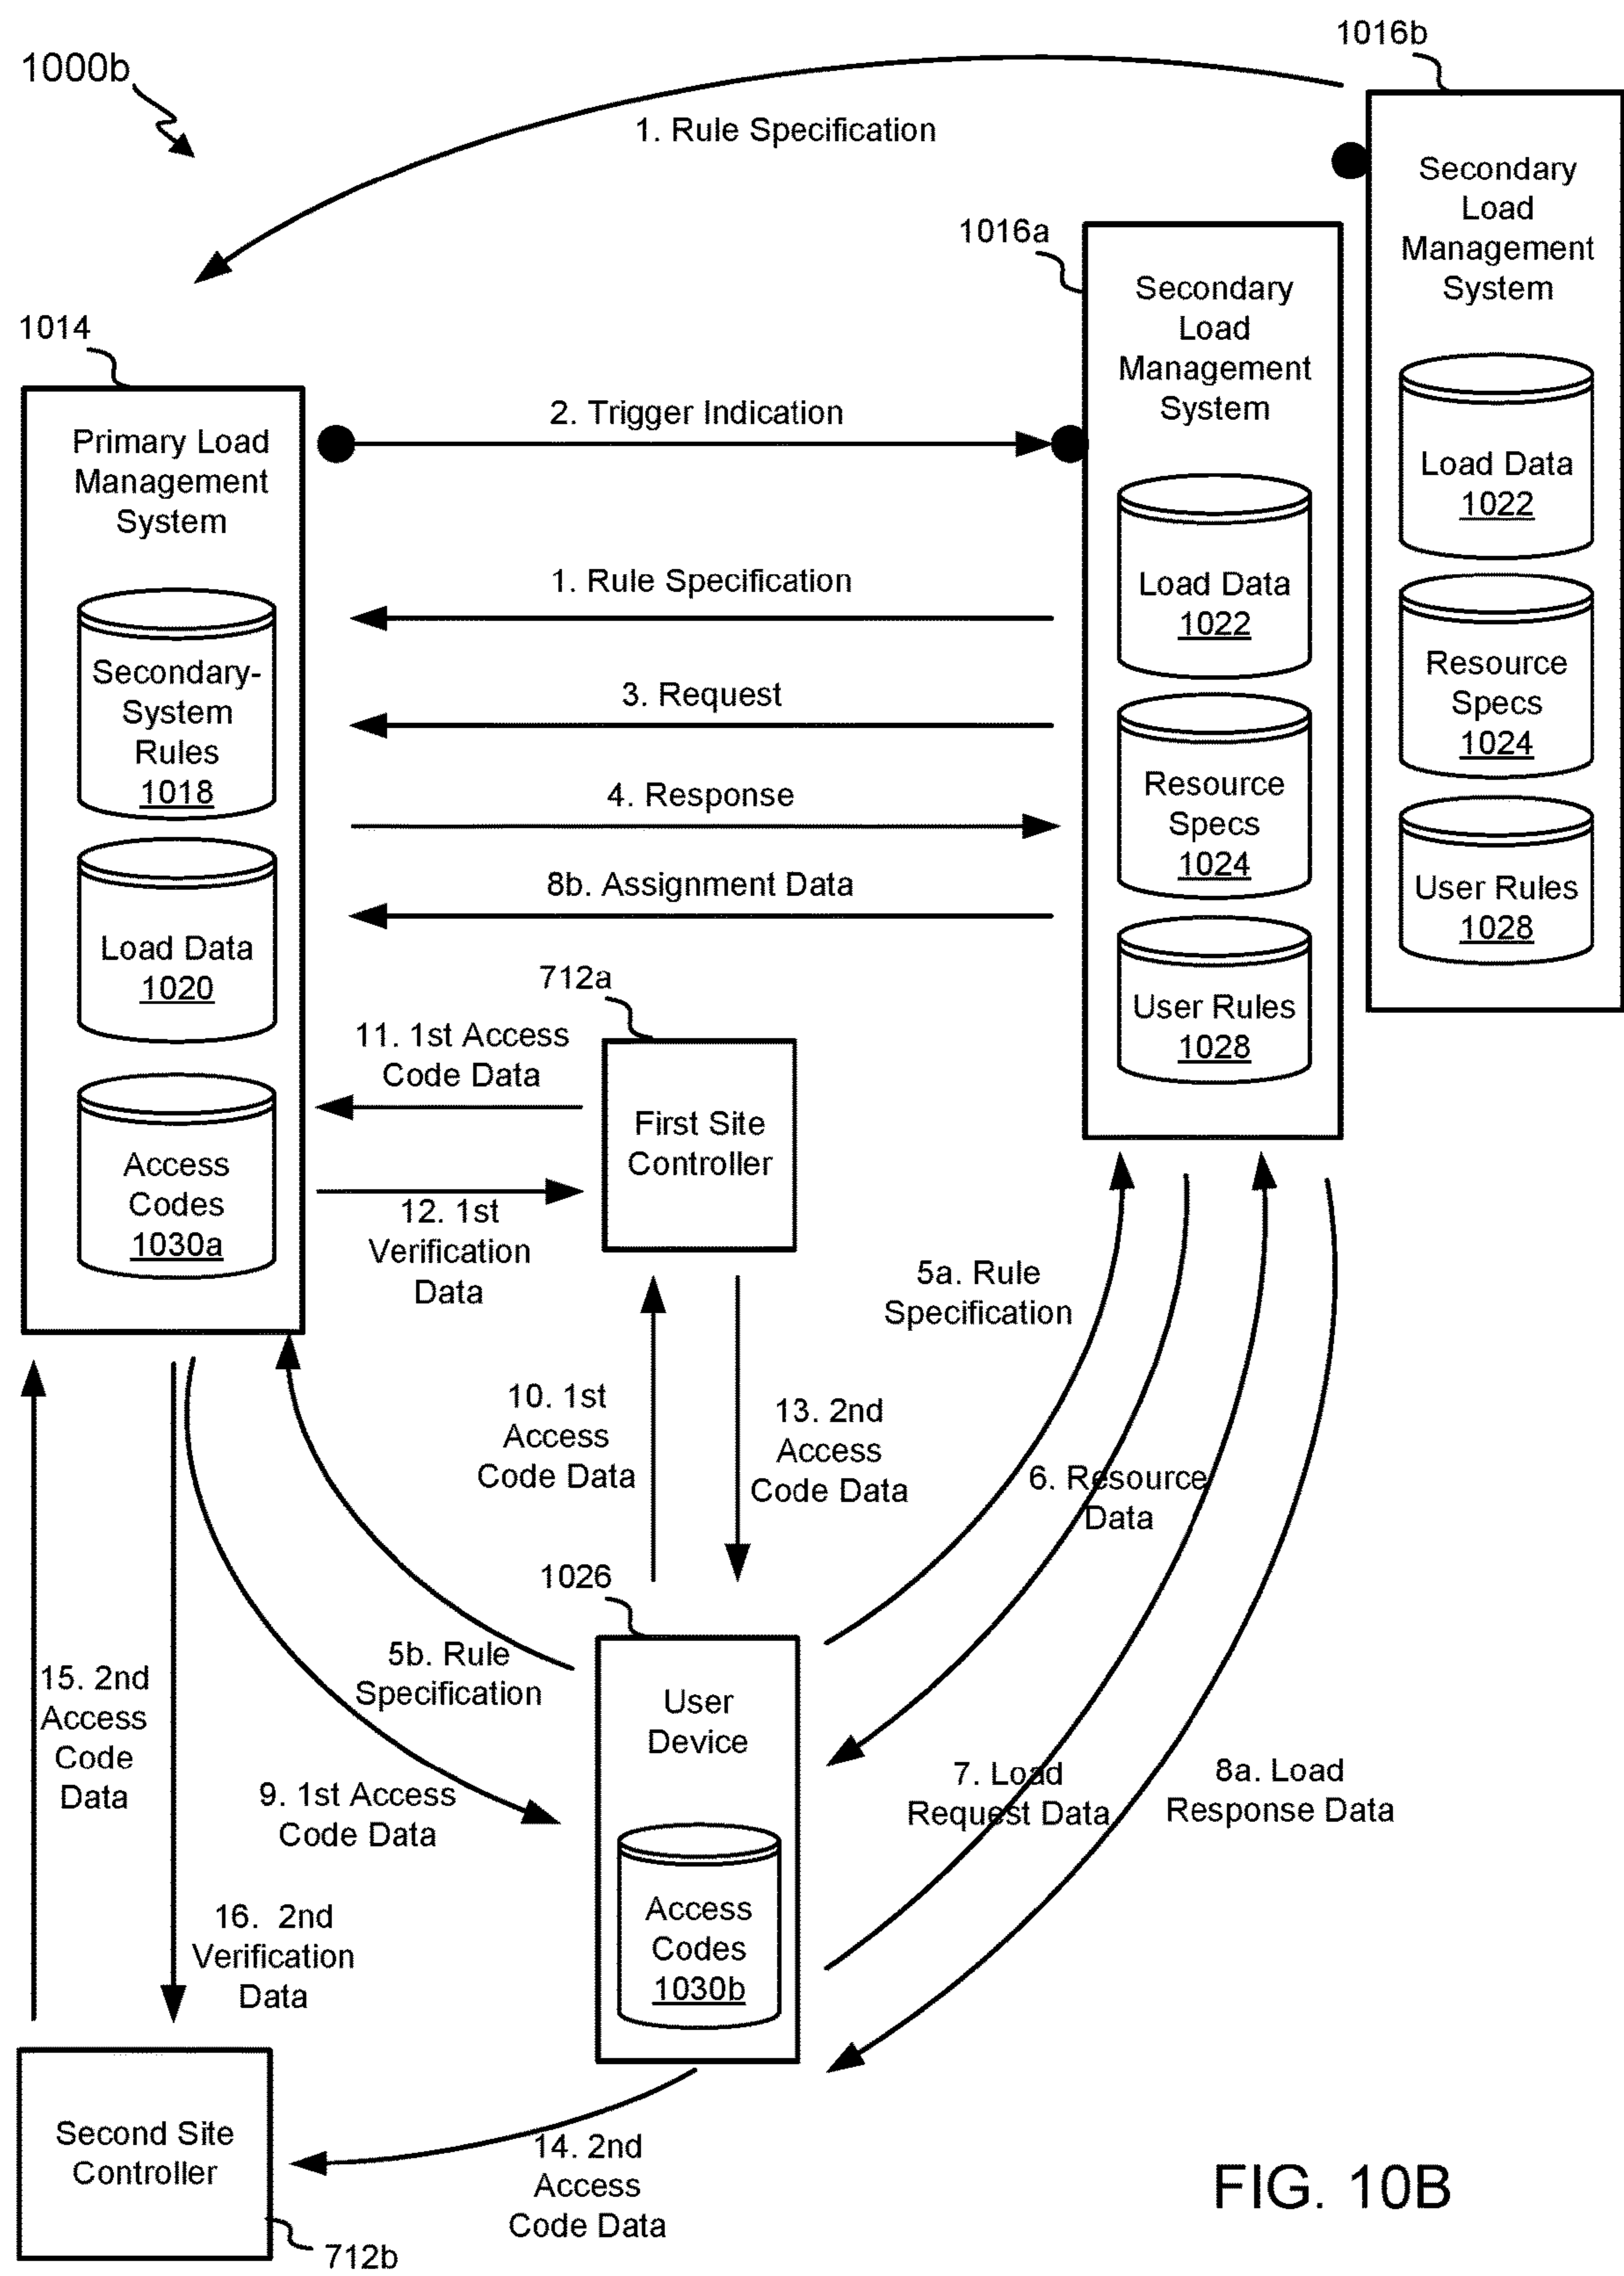 1000b
1016b
1. Rule Specification
Secondary
Load
Management
System
Load Data
1022
Resource
Specs
1024
User Rules
1028
1016a
Secondary
Load
Management
System
Load Data
1022
Resource
Specs
1024
User Rules
1028
1014
Primary Load
Management
System
Secondary-
System
Rules
1018
Load Data
1020
Access
Codes
1030a
2. Trigger Indication
1. Rule Specification
3. Request
4. Response
8b. Assignment Data
712a
11. 1st Access
Code Data
First Site
Controller
12. 1st
Verification
Data
5a. Rule
Specification
10. 1st
Access
Code Data
13. 2nd
Access
Code Data
6. Resource
Data
1026
5b. Rule
Specification
User
Device
Access
Codes
1030b
15. 2nd
Access
Code
Data
9. 1st Access
Code Data
7. Load
Request Data
8a. Load
Response Data
16. 2nd
Verification
Data
Second Site
Controller
712b
14. 2nd
Access
Code Data
FIG. 10B